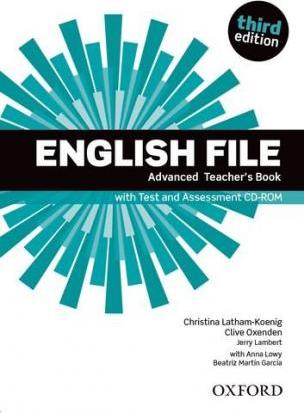 third
edition
ENGLISH FILE
Advanced Teacher's Book
with Test and Assessment CD-ROM
Christina Latham-Koenig
Clive Oxenden
Jerry Lambert
with Anna Lowy
Beatriz Martín García
OXFORD